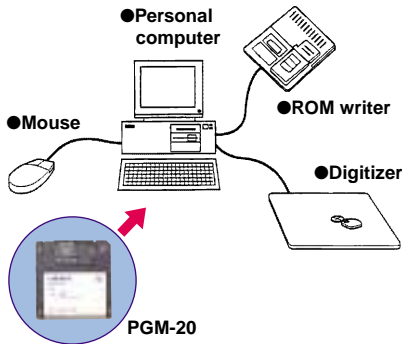 ●Personal
computer
●ROM writer
●Mouse
●Digitizer
PGM-20